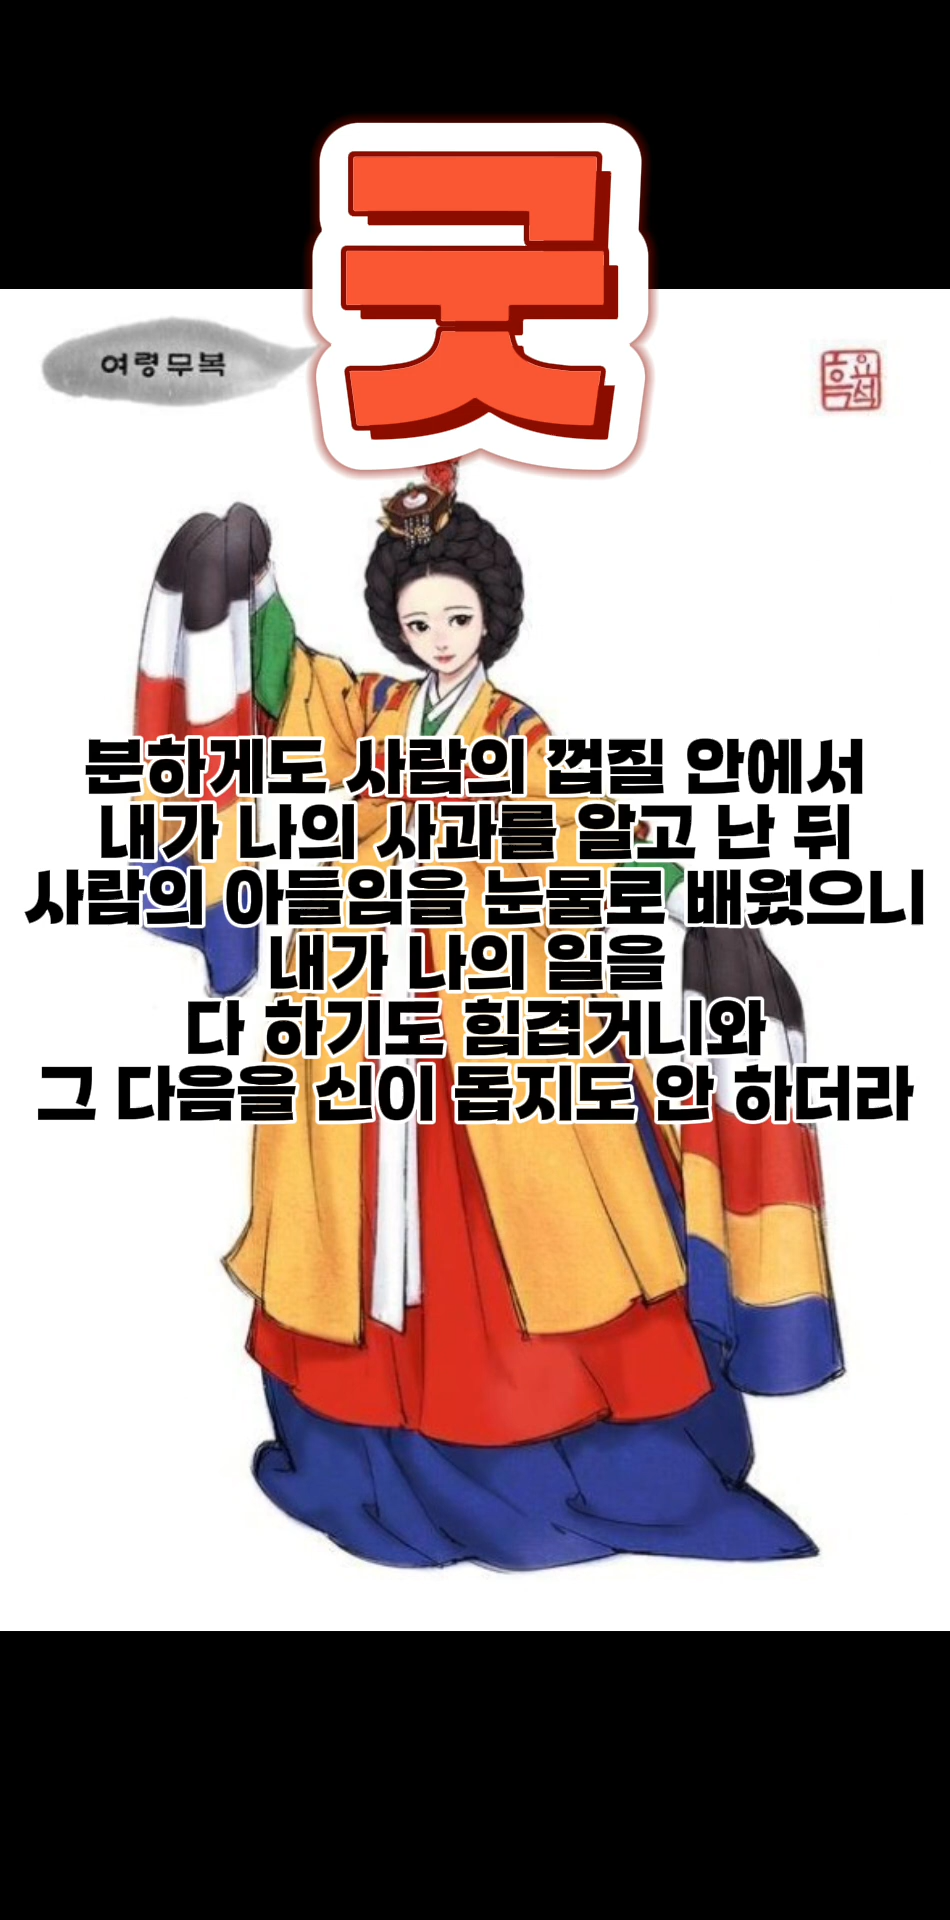 굿
여령무복
흑요석
분하게도 사람의 껍질 안에서
내가 나의 사과를 알고 난 뒤
사람의 아들임을 눈물로 배웠으니
내가 나의 일을
다 하기도 힘겹거니와
그 다음을 신이 돕지도 안 하더라